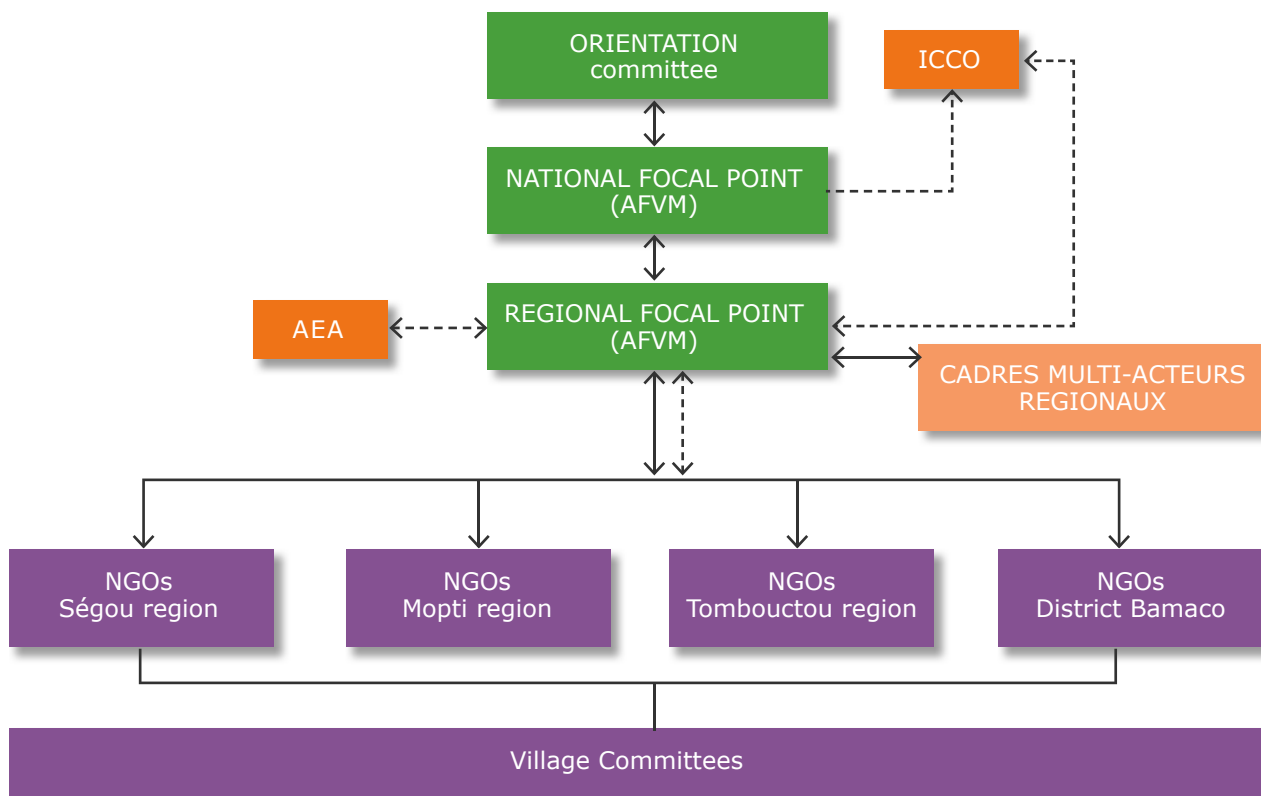 ORIENTATION
committee
ICCO
NATIONAL FOCAL POINT
(AFVM)
AEA
REGIONAL FOCAL POINT
(AFVM)
CADRES MULTI-ACTEURS
REGIONAUX
NGOs
Ségou region
NGOs
Mopti region
NGOs
Tombouctou region
NGOs
District Bamaco
Village Committees